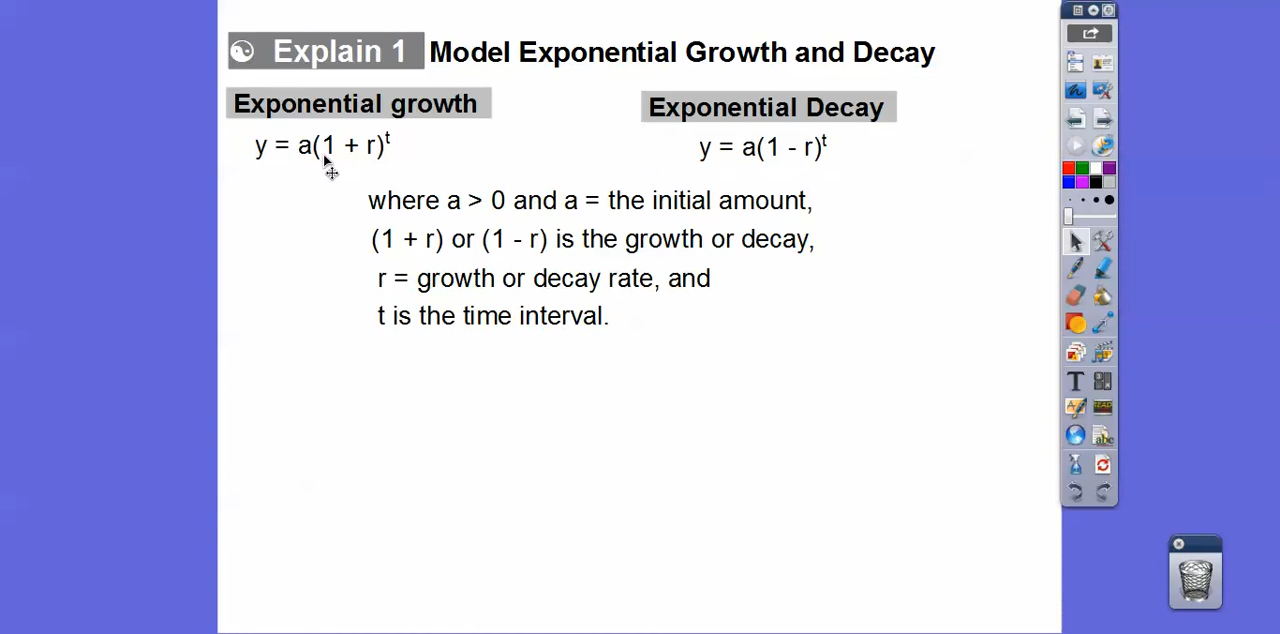 Explain 1 Model Exponential Growth and Decay
Exponential growth
Exponential Decay
y = a(1 + r)ᵗ
y = a(1 - r)ᵗ
where a > 0 and a = the initial amount,
(1 + r) or (1 - r) is the growth or decay,
r = growth or decay rate, and
t is the time interval.